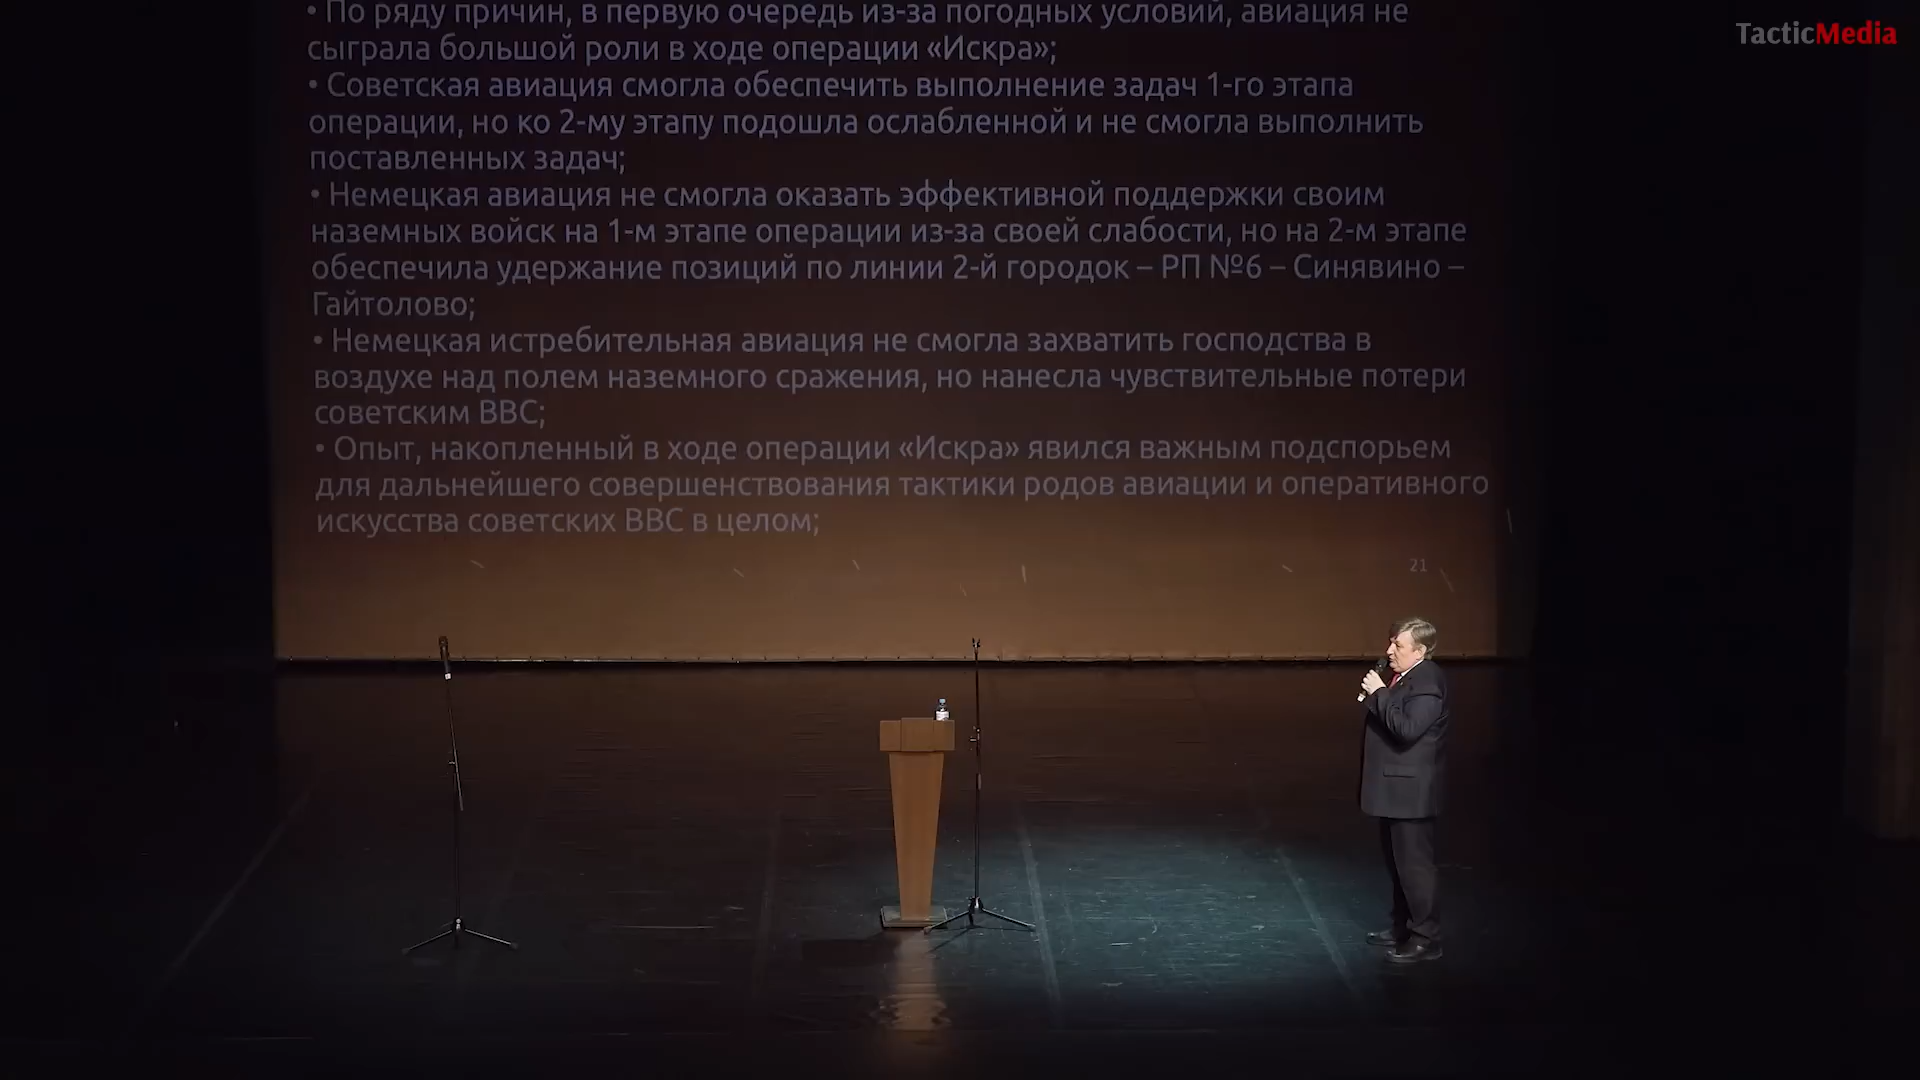 TacticMedia
• По ряду причин, в первую очередь из-за погодных условий, авиация не
сыграла большой роли в ходе операции «Искра»;
• Советская авиация смогла обеспечить выполнение задач 1-го этапа
операции, но ко 2-му этапу подошла ослабленной и не смогла выполнить
поставленных задач;
• Немецкая авиация не смогла оказать эффективной поддержки своим
наземных войск на 1-м этапе операции из-за своей слабости, но на 2-м этапе
обеспечила удержание позиций по линии 2-й городок – РП №6 – Синявино –
Гайтолово;
• Немецкая истребительная авиация не смогла захватить господства в
воздухе над полем наземного сражения, но нанесла чувствительные потери
советским ВВС;
• Опыт, накопленный в ходе операции «Искра» явился важным подспорьем
для дальнейшего совершенствования тактики родов авиации и оперативного
искусства советских ВВС в целом;
21